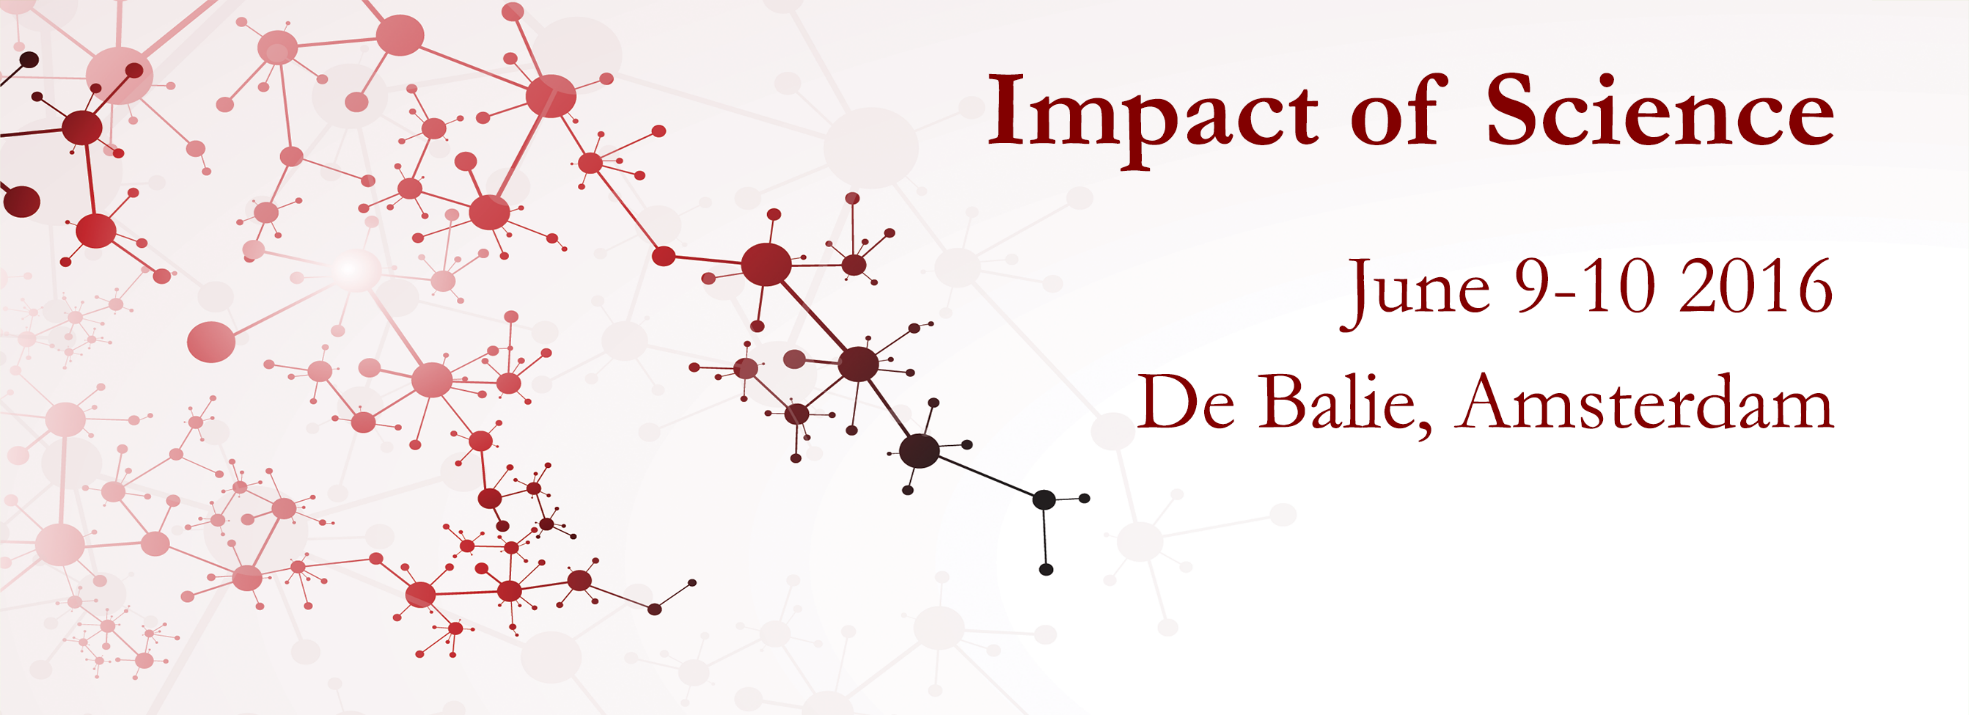 Impact of Science
June 9-10 2016
De Balie, Amsterdam